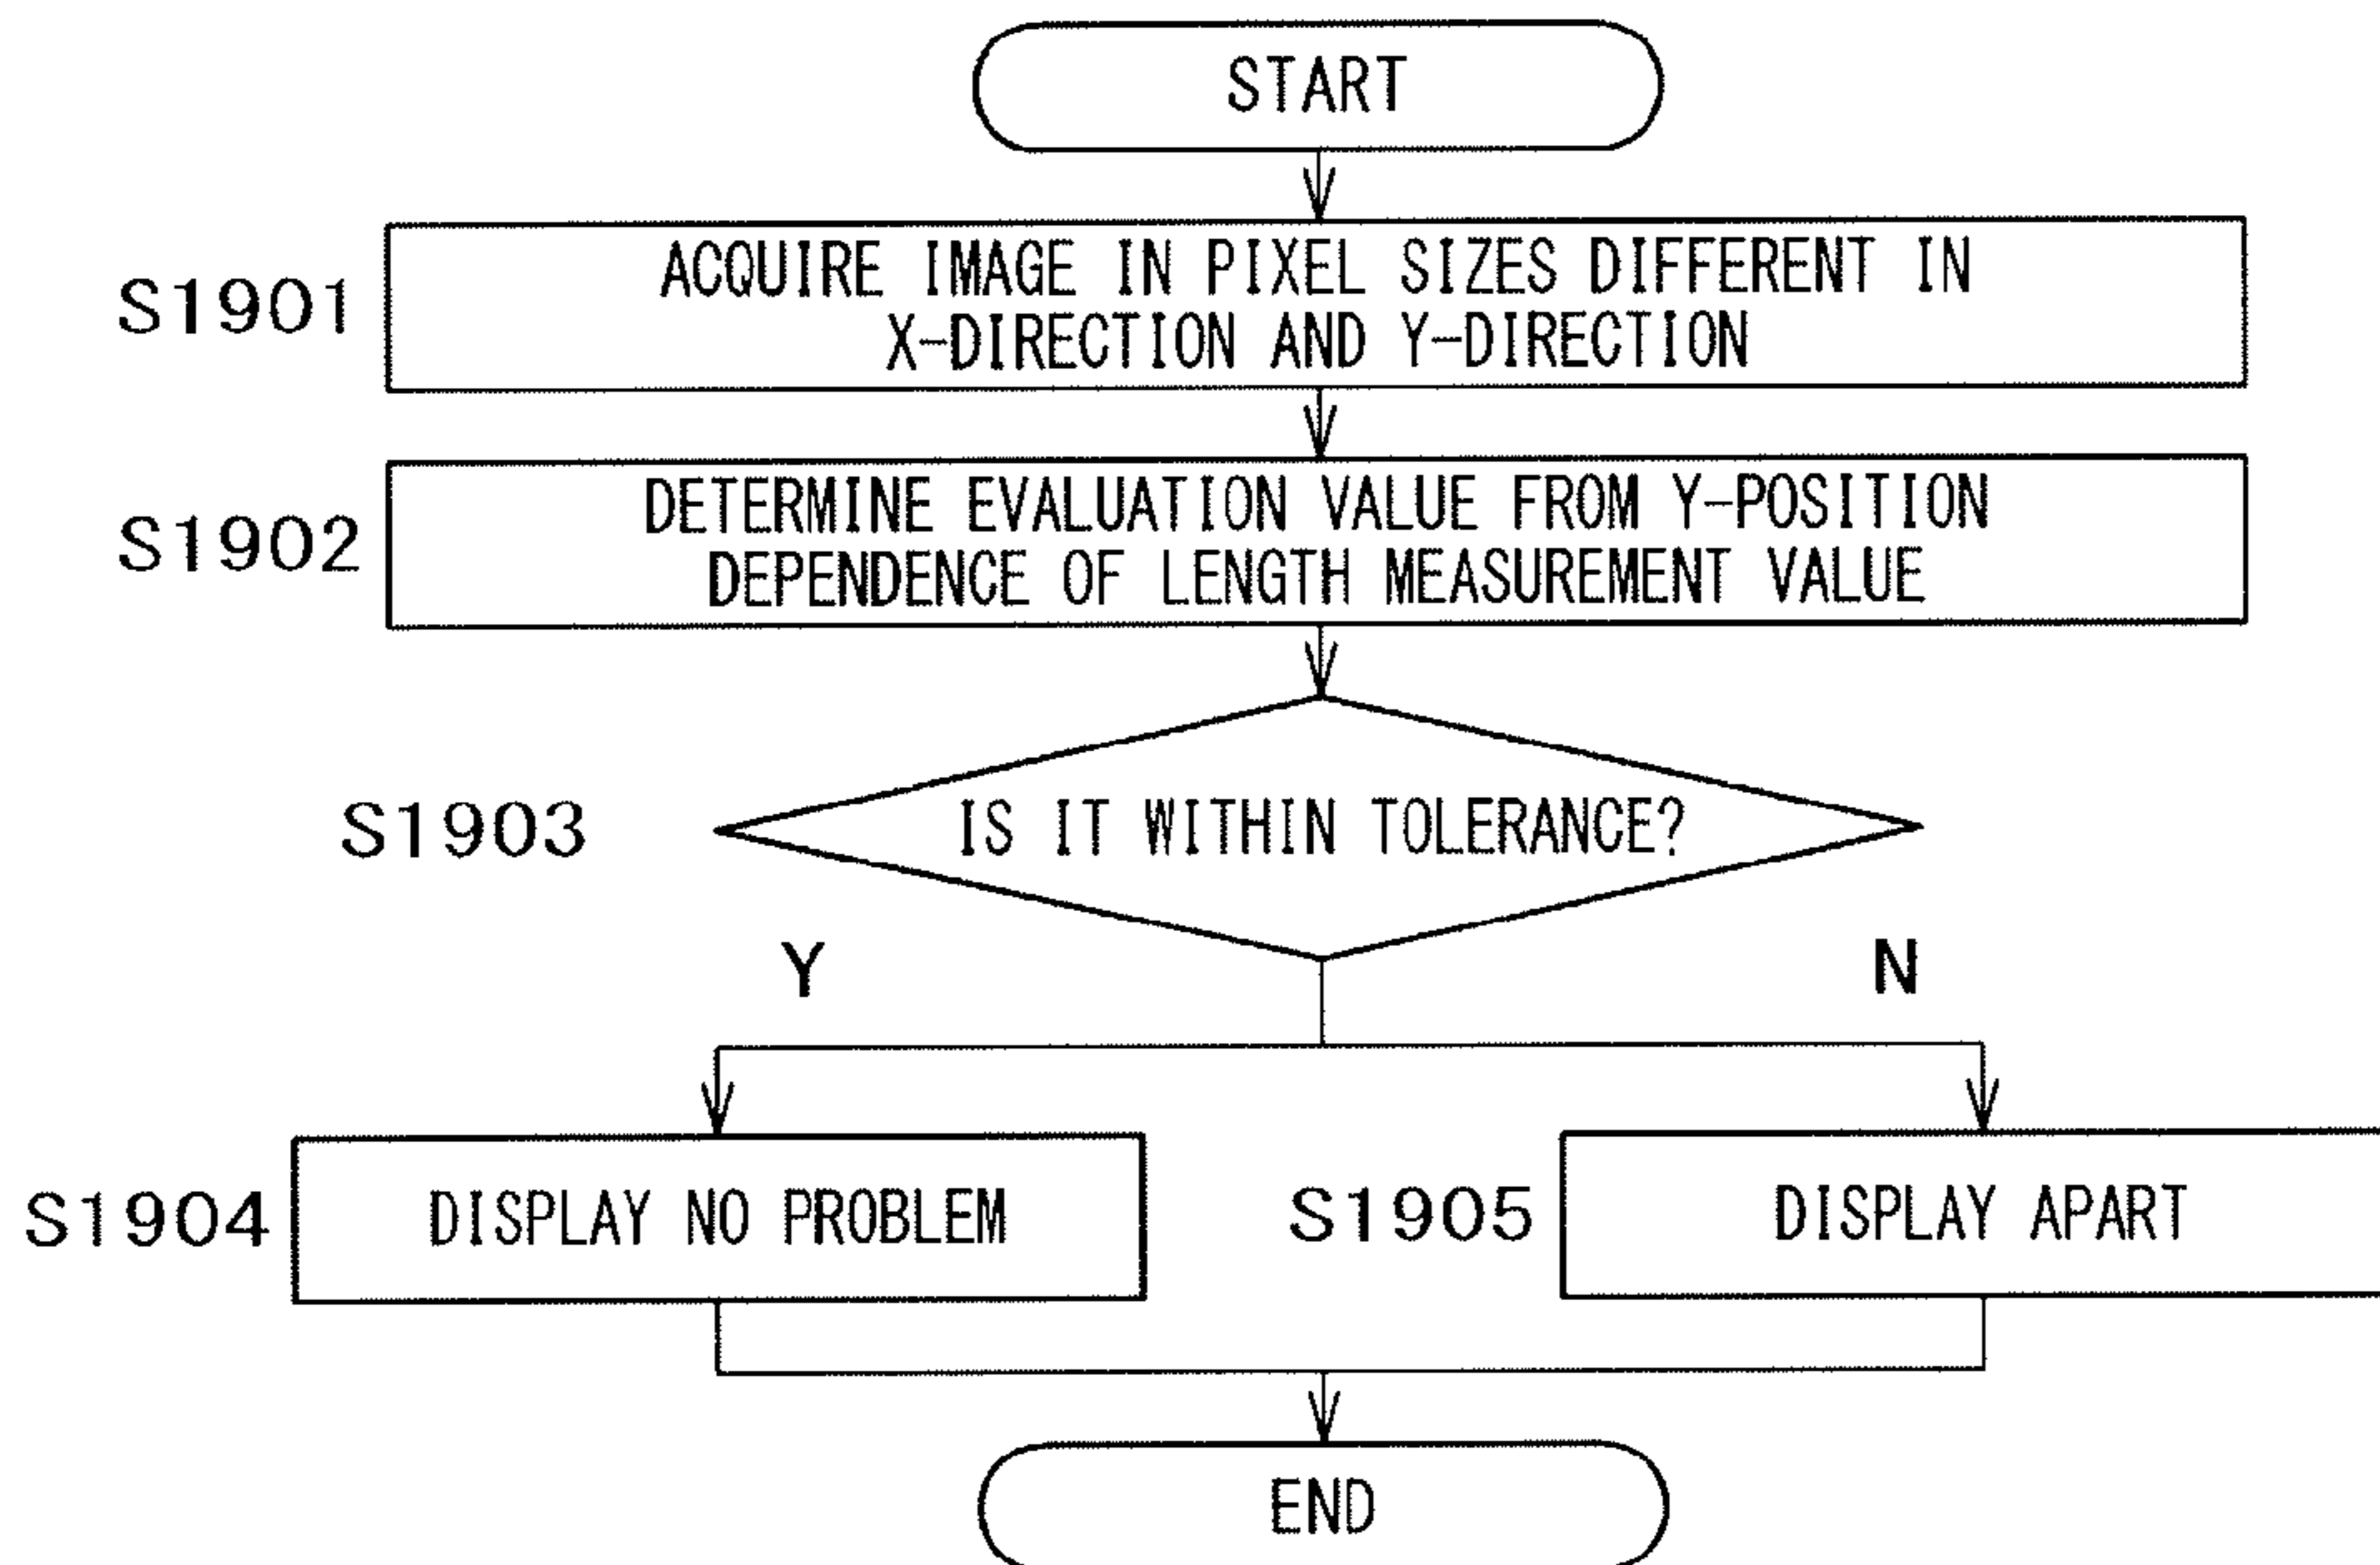 START
S1901
ACQUIRE IMAGE IN PIXEL SIZES DIFFERENT IN
X-DIRECTION AND Y-DIRECTION
S1902
DETERMINE EVALUATION VALUE FROM Y-POSITION
DEPENDENCE OF LENGTH MEASUREMENT VALUE
S1903
IS IT WITHIN TOLERANCE?
Y
N
S1904
DISPLAY NO PROBLEM
S1905
DISPLAY APART
END